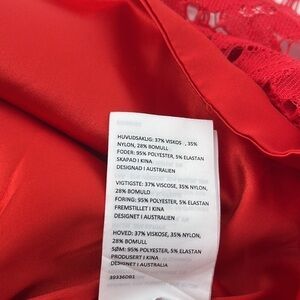 HUVUDSAKLIG: 37% VISKOS , 35%
NYLON, 28% BOMULL
FODER: 95% POLYESTER, 5% ELASTAN
SKAPAD I KINA
DESIGNAD I AUSTRALIEN
VIGTIGSTE: 37% VISCOSE, 35% NYLON,
28% BOMULD
FORING: 95% POLYESTER, 5% ELASTAN
FREMSTILLET I KINA
DESIGNET I AUSTRALIEN
HOVED: 37% VISKOSE, 35% NYLON,
28% BOMULL
SØM: 95% POLYESTER, 5% ELASTAN
PRODUSERT I KINA
DESIGNET I AUSTRALIA
39336DB1